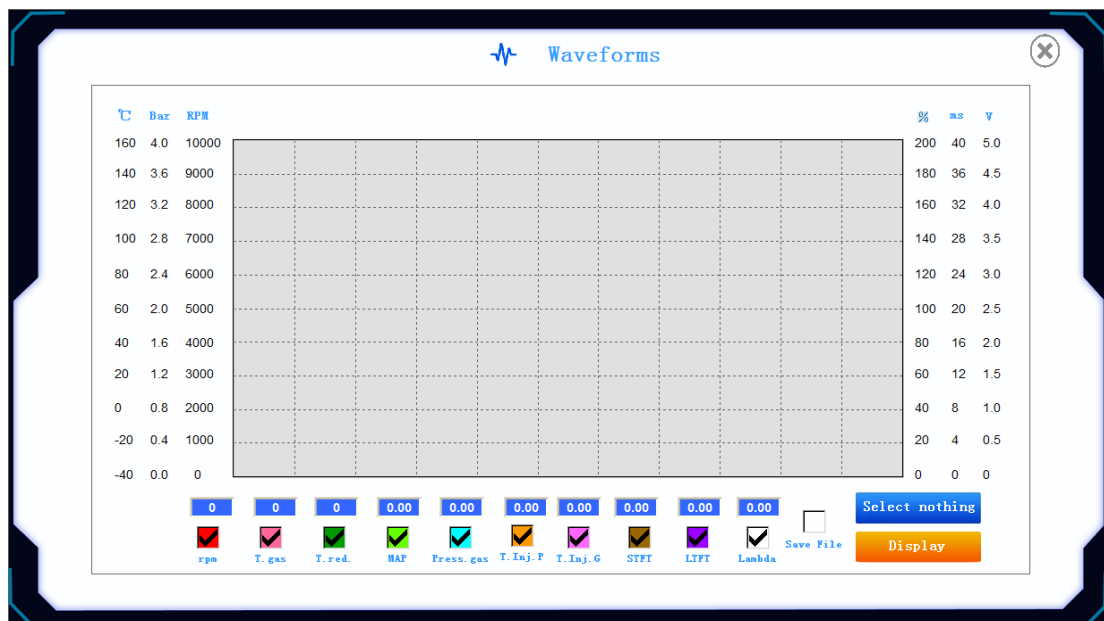 Waveforms
℃ Bar RPM % ms V
160 4.0 10000 200 40 5.0
140 3.6 9000 180 36 4.5
120 3.2 8000 160 32 4.0
100 2.8 7000 140 28 3.5
80 2.4 6000 120 24 3.0
60 2.0 5000 100 20 2.5
40 1.6 4000 80 16 2.0
20 1.2 3000 60 12 1.5
0 0.8 2000 40 8 1.0
-20 0.4 1000 20 4 0.5
-40 0.0 0 0 0 0
0 0 0 0.00 0.00 0.00 0.00 0.00 0.00 0.00 Select nothing
rpm T.gas T.red. MAP Press.gas T.Inj.P T.Inj.G STFT LTFT Lambda Save File Display